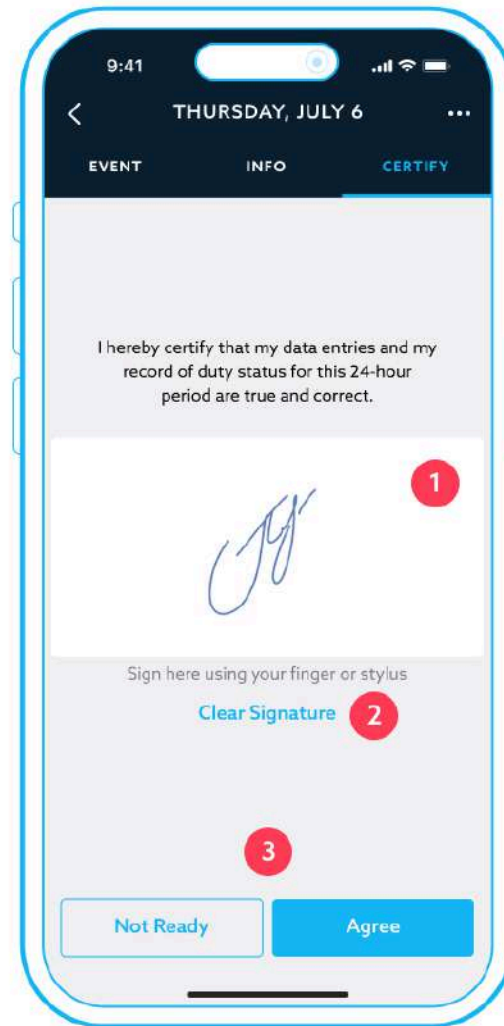 9:41
THURSDAY, JULY 6
EVENT INFO CERTIFY
I hereby certify that my data entries and my
record of duty status for this 24-hour
period are true and correct.
1
Sign here using your finger or stylus
Clear Signature 2
3
Not Ready Agree